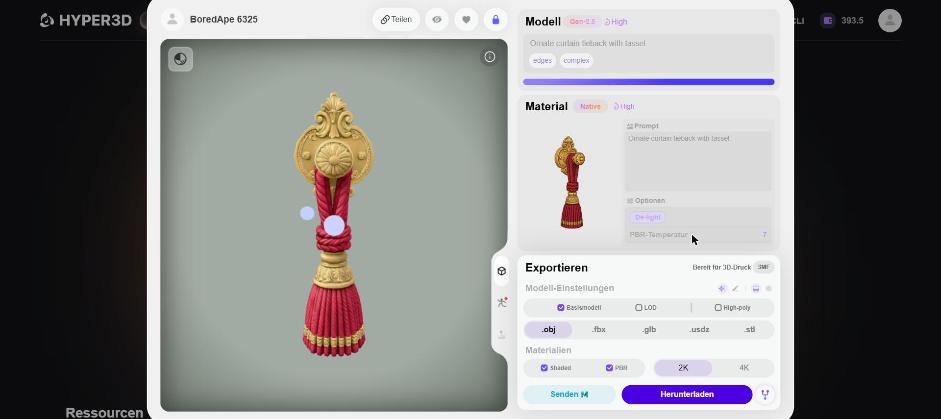 HYPER3D
BoredApe 6325
Teilen
CLI
393.5
Modell
Gen-2.5
High
Ornate curtain tieback with tassel
edges
complex
Material
Native
High
Prompt
Ornate curtain tieback with tassel
Optionen
De-light
PBR-Temperatur
7
Exportieren
Bereit für 3D-Druck
3MF
Modell-Einstellungen
Basismodell
LOD
High-poly
.obj
.fbx
.glb
.usdz
.stl
Materialien
Shaded
PBR
2K
4K
Senden
Herunterladen
Ressourcen